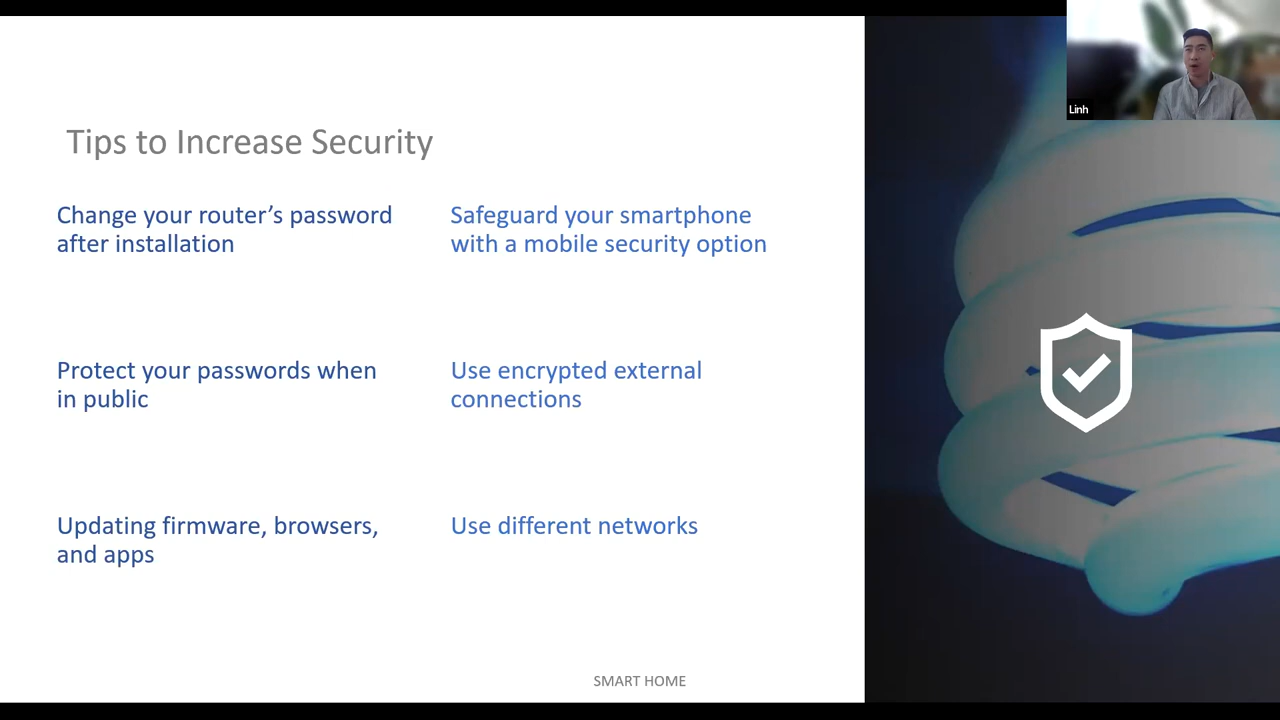 Linh
Tips to Increase Security
Change your router’s password
after installation
Safeguard your smartphone
with a mobile security option
Protect your passwords when
in public
Use encrypted external
connections
Updating firmware, browsers,
and apps
Use different networks
SMART HOME